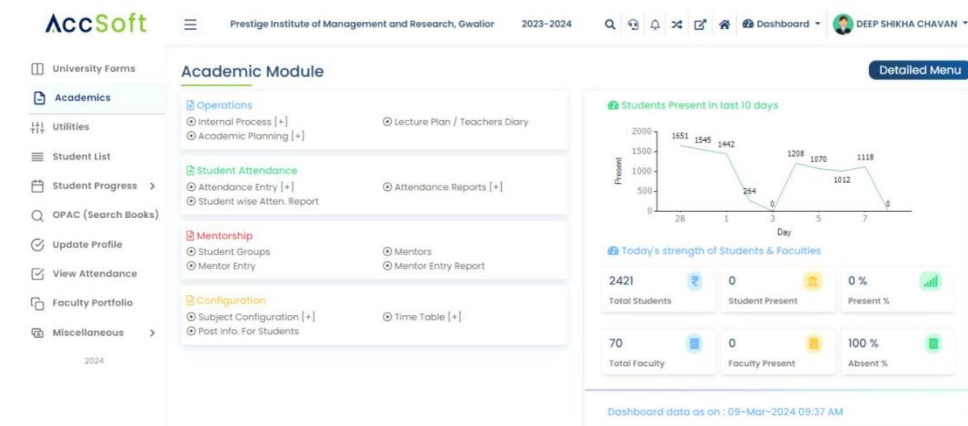 AccSoft
Prestige Institute of Management and Research, Gwalior 2023-2024 Dashboard DEEP SHIKHA CHAVAN
University Forms
Academics
Utilities
Student List
Student Progress >
OPAC (Search Books)
Update Profile
View Attendance
Faculty Portfolio
Miscellaneous >
2024
Academic Module
Detailed Menu
Operations
Internal Process [+] Lecture Plan / Teachers Diary
Academic Planning [+]
Student Attendance
Attendance Entry [+] Attendance Reports [+]
Student wise Atten. Report
Mentorship
Student Groups Mentors
Mentor Entry Mentor Entry Report
Configuration
Subject Configuration [+] Time Table [+]
Post Info. For Students
Students Present in last 10 days
Present
2000
1500
1000
500
0
1651 1545 1442 264 0 1208 1070 1012 1118 0
28 1 3 5 7
Day
Today's strength of Students & Faculties
2421 ₹ 0 0 %
Total Students Student Present Present %
70 0 100 %
Total Faculty Faculty Present Absent %
Dashboard data as on : 09-Mar-2024 09:37 AM